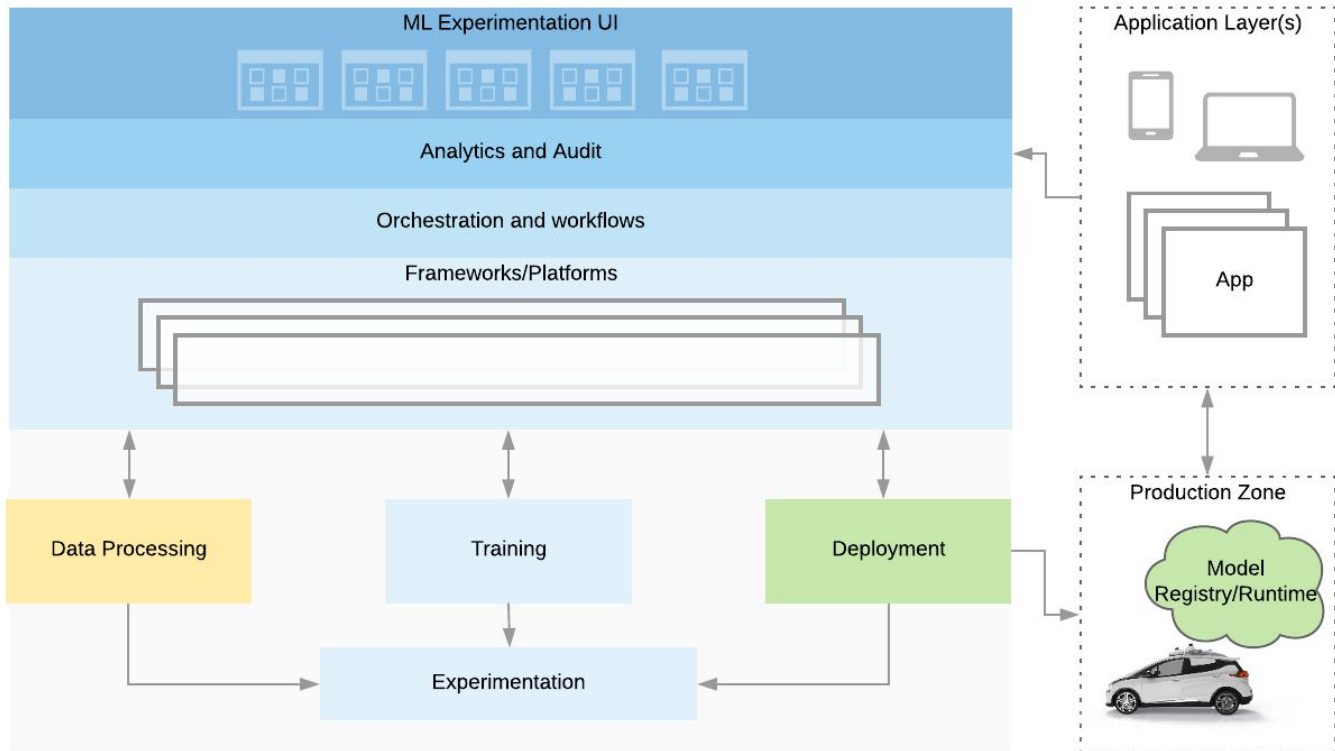 ML Experimentation UI
Application Layer(s)
Analytics and Audit
Orchestration and workflows
Frameworks/Platforms
App
Production Zone
Data Processing
Training
Deployment
Model
Registry/Runtime
Experimentation